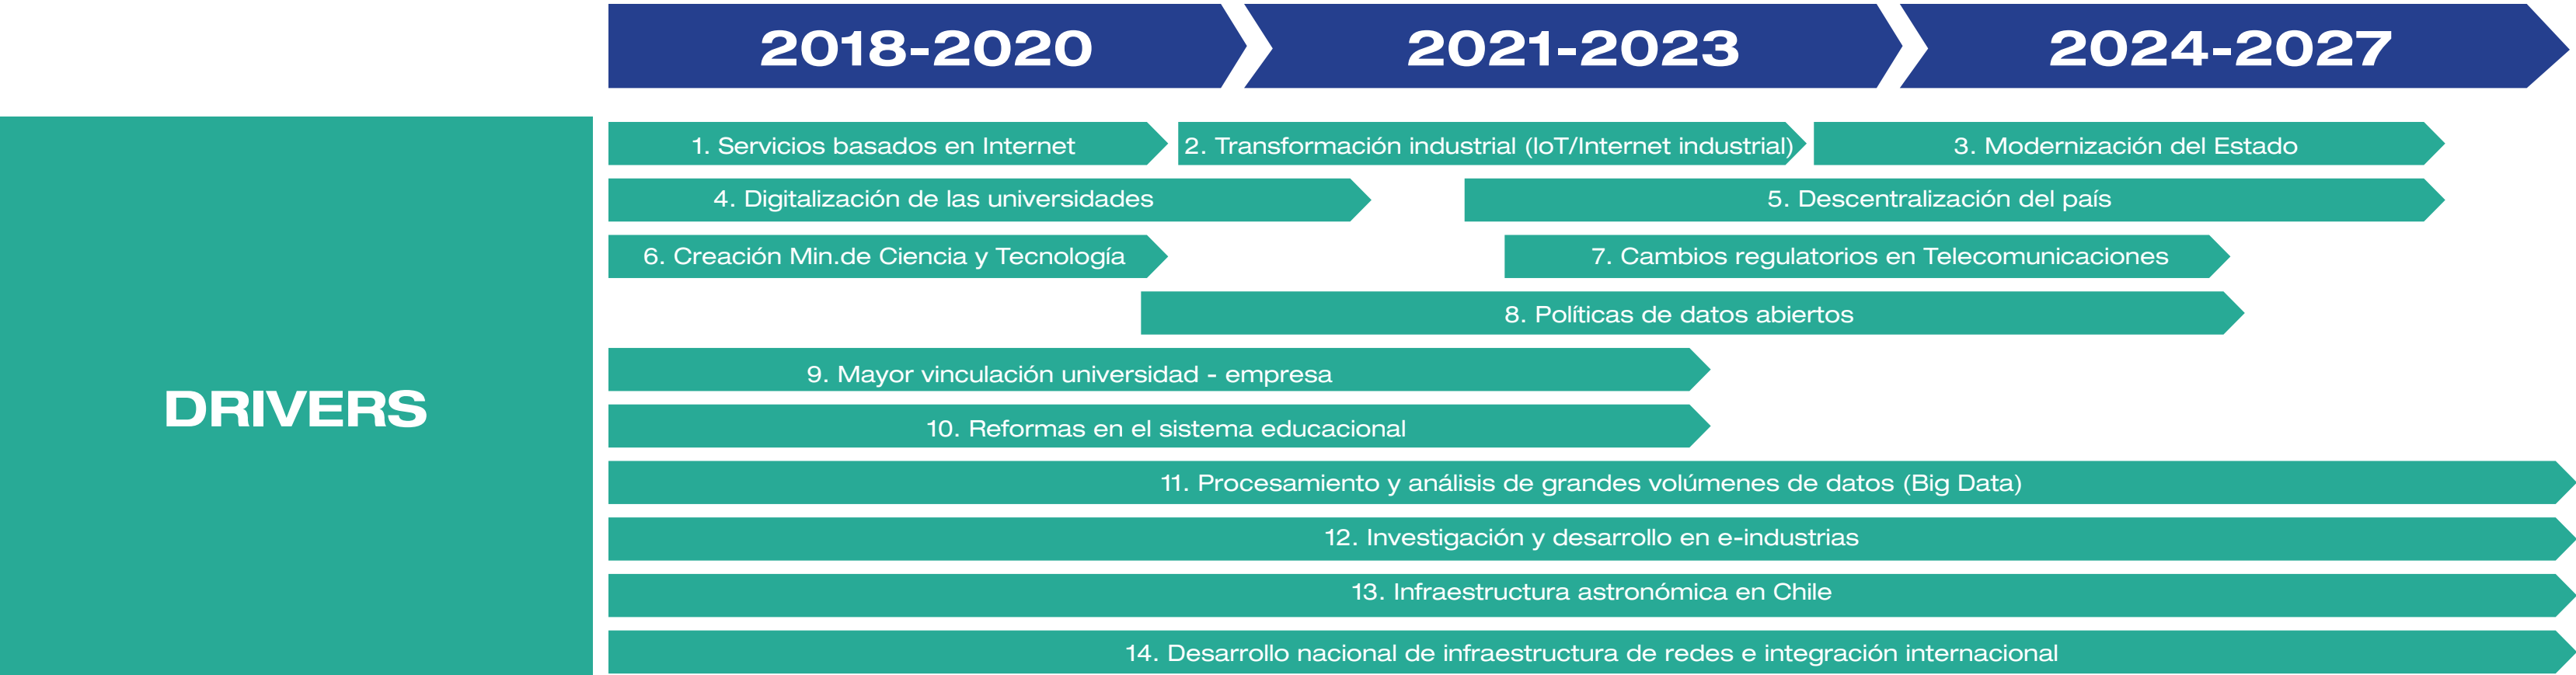 2018-2020
2021-2023
2024-2027
DRIVERS
1. Servicios basados en Internet
2. Transformación industrial (IoT/Internet industrial)
3. Modernización del Estado
4. Digitalización de las universidades
5. Descentralización del país
6. Creación Min.de Ciencia y Tecnología
7. Cambios regulatorios en Telecomunicaciones
8. Políticas de datos abiertos
9. Mayor vinculación universidad - empresa
10. Reformas en el sistema educacional
11. Procesamiento y análisis de grandes volúmenes de datos (Big Data)
12. Investigación y desarrollo en e-industrias
13. Infraestructura astronómica en Chile
14. Desarrollo nacional de infraestructura de redes e integración internacional